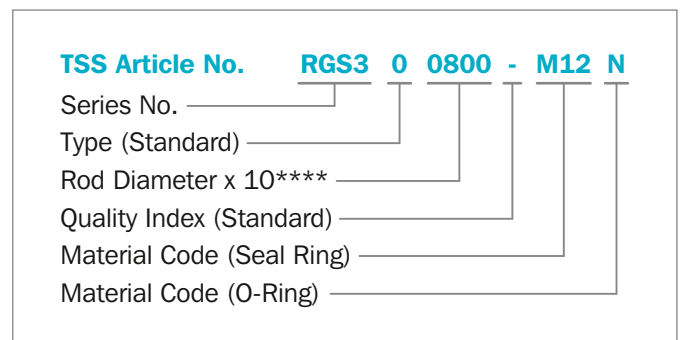 TSS Article No. RGS3 0 0800 - M12 N
Series No.
Type (Standard)
Rod Diameter x 10****
Quality Index (Standard)
Material Code (Seal Ring)
Material Code (O-Ring)